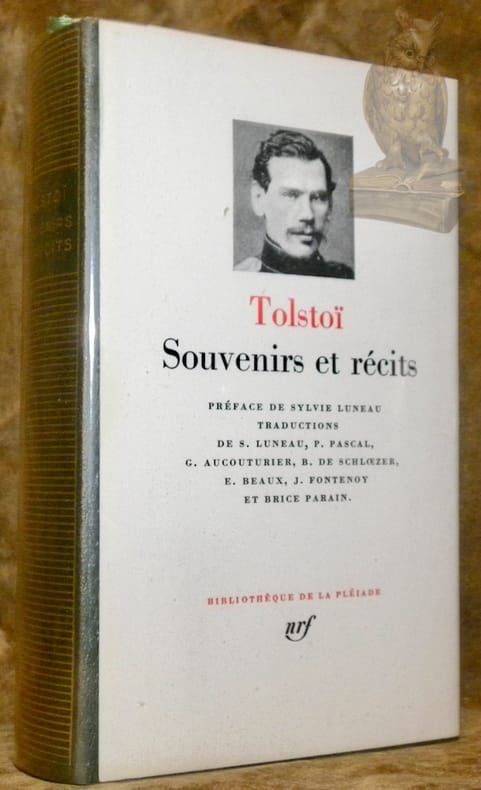 Tolstoï
Souvenirs et récits
PRÉFACE DE SYLVIE LUNEAU
TRADUCTIONS
DE S. LUNEAU, P. PASCAL,
G. AUCOUTURIER, B. DE SCHLŒZER,
E. BEAUX, J. FONTENOY
ET BRICE PARAIN.
BIBLIOTHÈQUE DE LA PLÉIADE
nrf